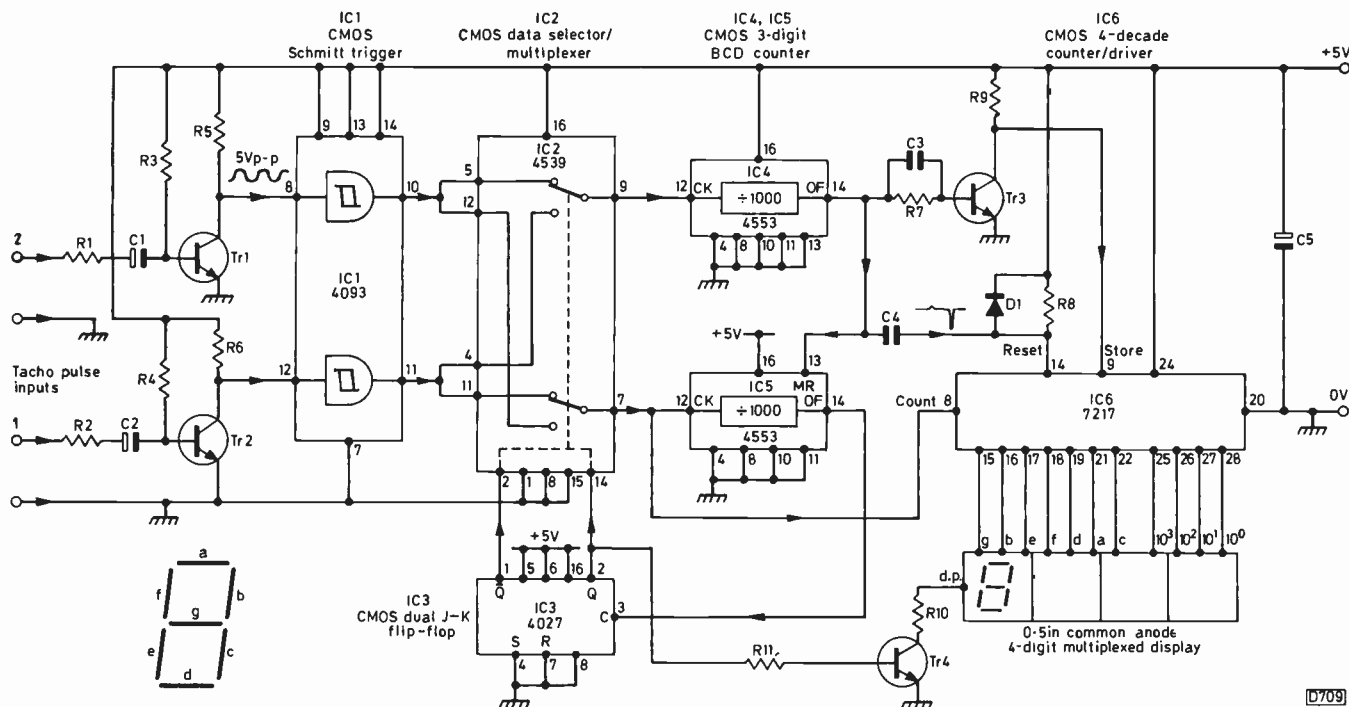 IC1
CMOS
Schmitt trigger
IC2
CMOS data selector/
multiplexer
IC4, IC5
CMOS 3-digit
BCD counter
IC6
CMOS 4-decade
counter/driver
+5V
R3
R5
5Vp-p
9
13
14
16
IC2
4539
16
R9
8
10
5
12
9
12
CK
IC4
÷1000
OF
14
4553
4
8
10
11
13
C3
R7
Tr3
2
R1
C1
Tr1
IC1
4093
C5
D1
R8
C4
+5V
16
13
Reset
Store
14
9
24
Tacho pulse
inputs
R4
R6
12
11
4
11
7
12
CK
IC5
MR
÷1000
OF
14
4553
4
8
10
11
Count
8
IC6
7217
20
0V
1
R2
C2
Tr2
7
2
1
8
15
14
15
16
17
18
19
21
22
25
26
27
28
g
b
e
f
d
a
c
10³
10²
10¹
10⁰
+5V
1
5
6
16
2
Q̅
Q
IC3
CMOS dual J-K
flip-flop
IC3
4027
C
3
S
R
4
7
8
d.p.
R10
R11
Tr4
0·5in common anode
4-digit multiplexed display
a
f
b
g
e
c
d
D709